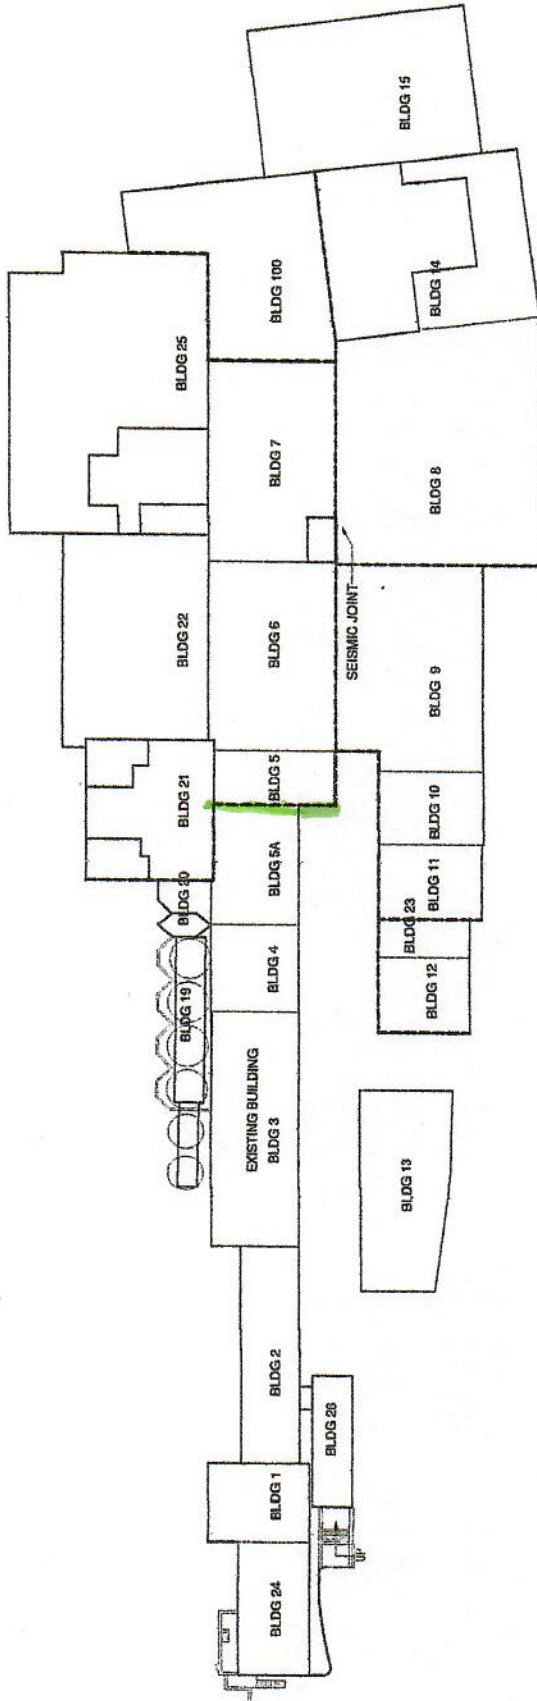 BLDG 15
BLDG 100
BLDG 14
BLDG 25
BLDG 7
BLDG 8
BLDG 22
BLDG 6
SEISMIC JOINT
BLDG 9
BLDG 21
BLDG 5
BLDG 10
BLDG 20
BLDG 5A
BLDG 11
BLDG 23
BLDG 19
BLDG 4
BLDG 12
EXISTING BUILDING
BLDG 3
BLDG 13
BLDG 2
BLDG 26
BLDG 1
UP
BLDG 24